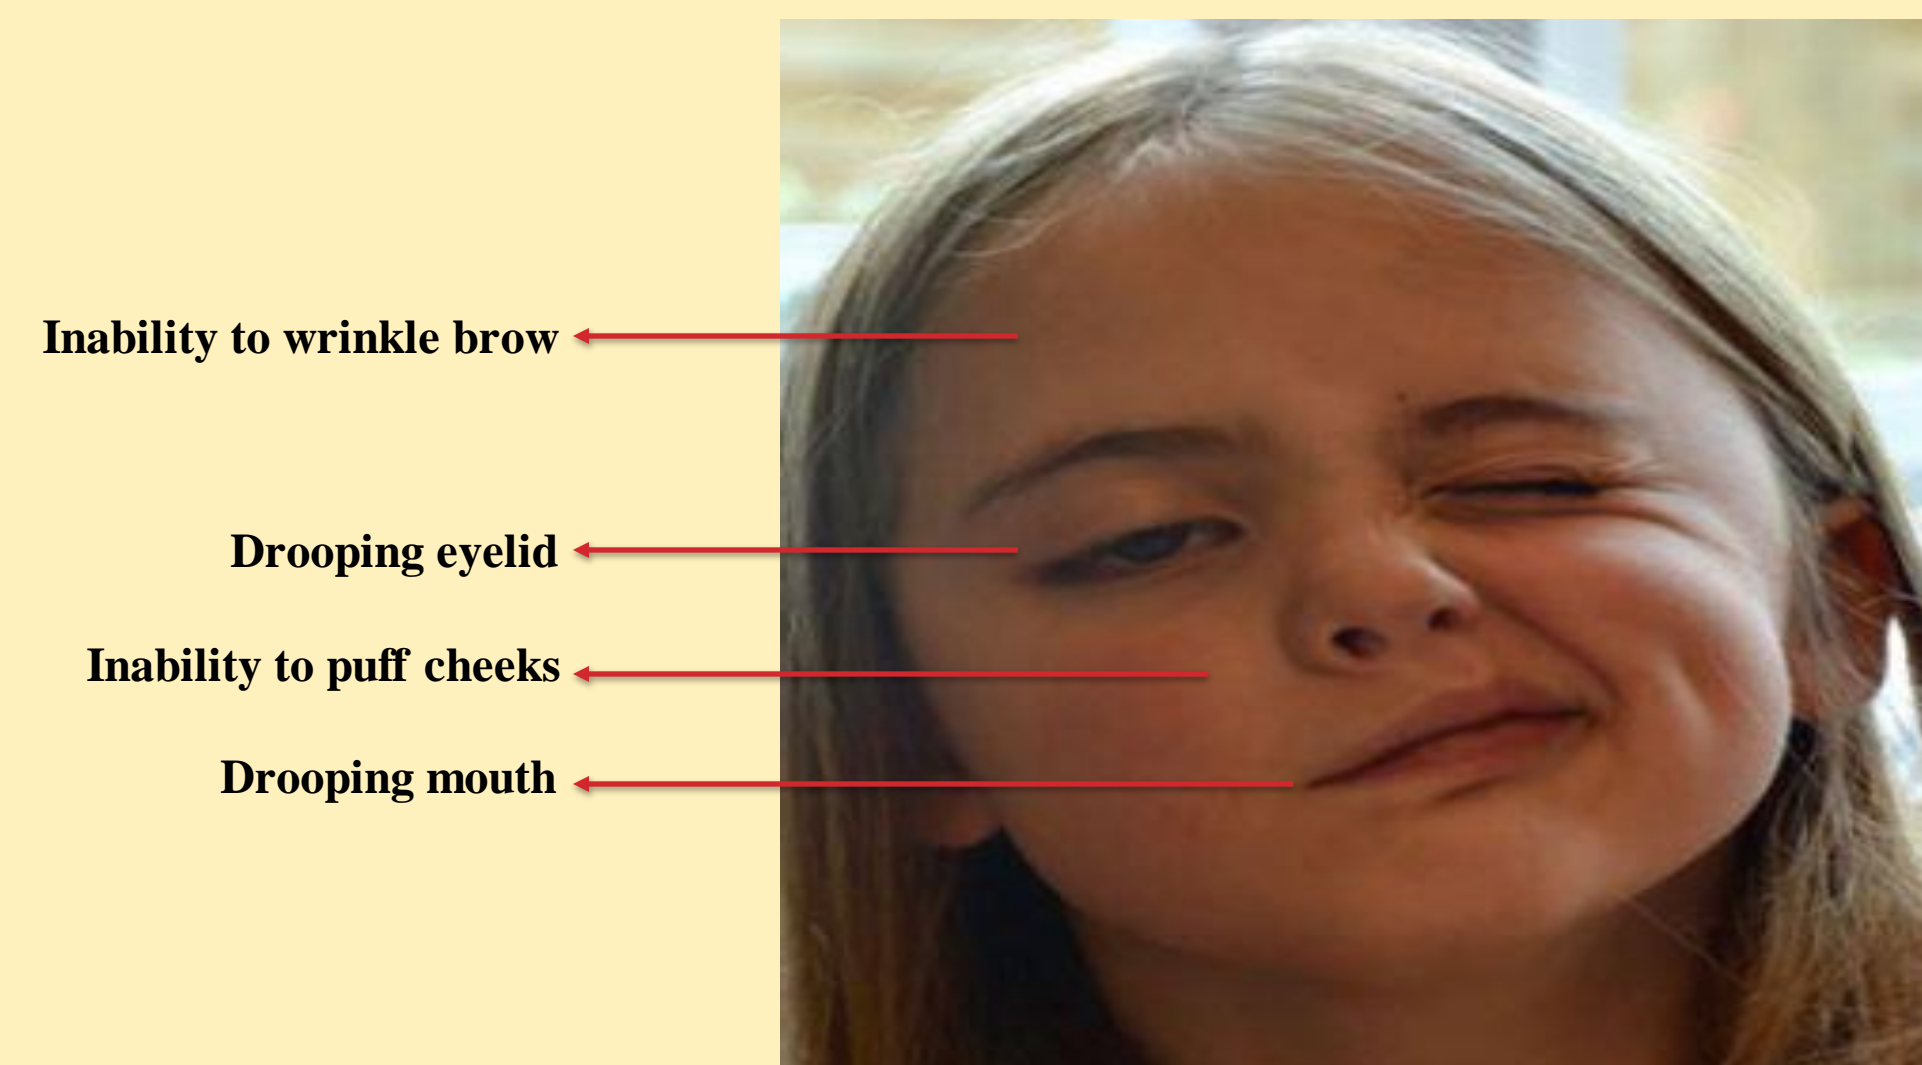 Inability to wrinkle brow
Drooping eyelid
Inability to puff cheeks
Drooping mouth